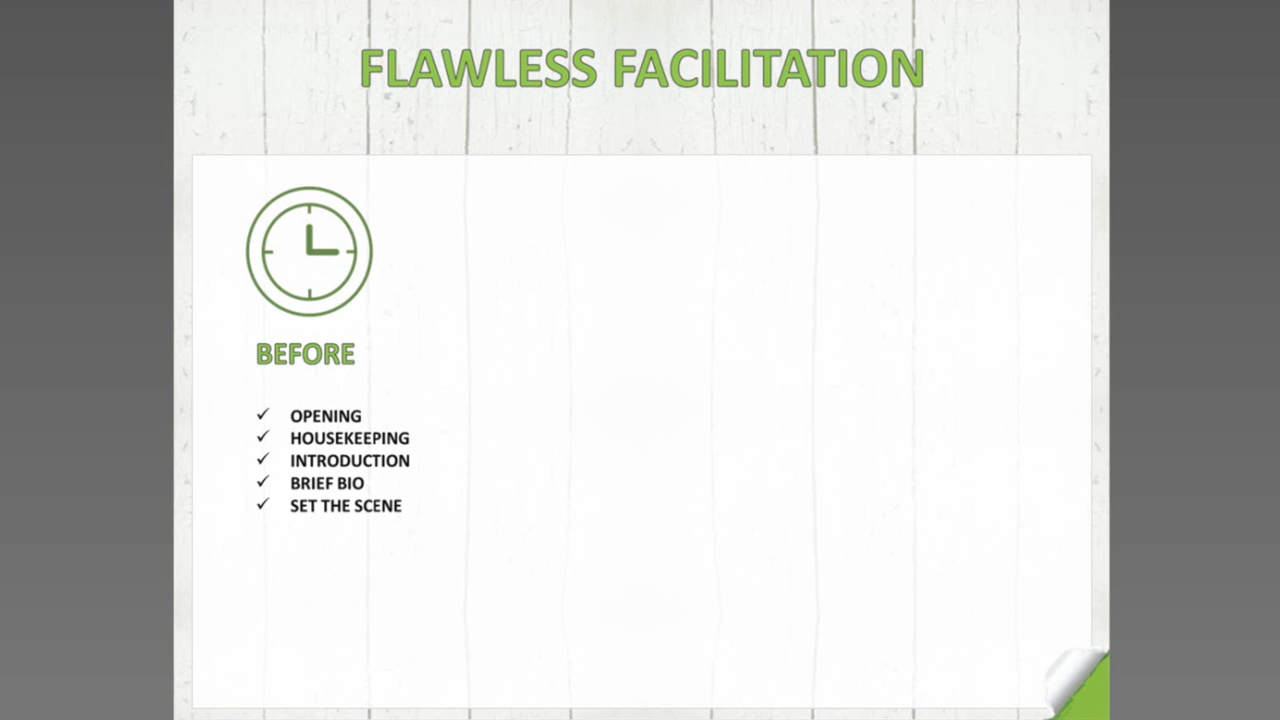 FLAWLESS FACILITATION
BEFORE
✓ OPENING
✓ HOUSEKEEPING
✓ INTRODUCTION
✓ BRIEF BIO
✓ SET THE SCENE